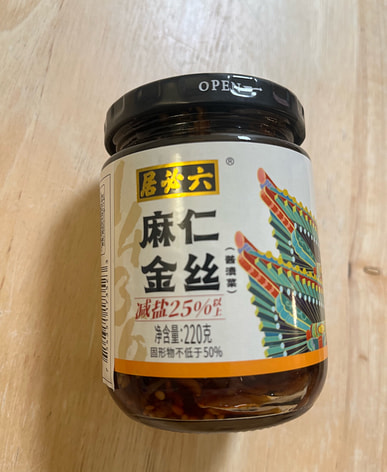 OPEN
居必六
®
麻仁
金丝
(酱渍菜)
减盐25%以上
净含量:220克
固形物不低于50%